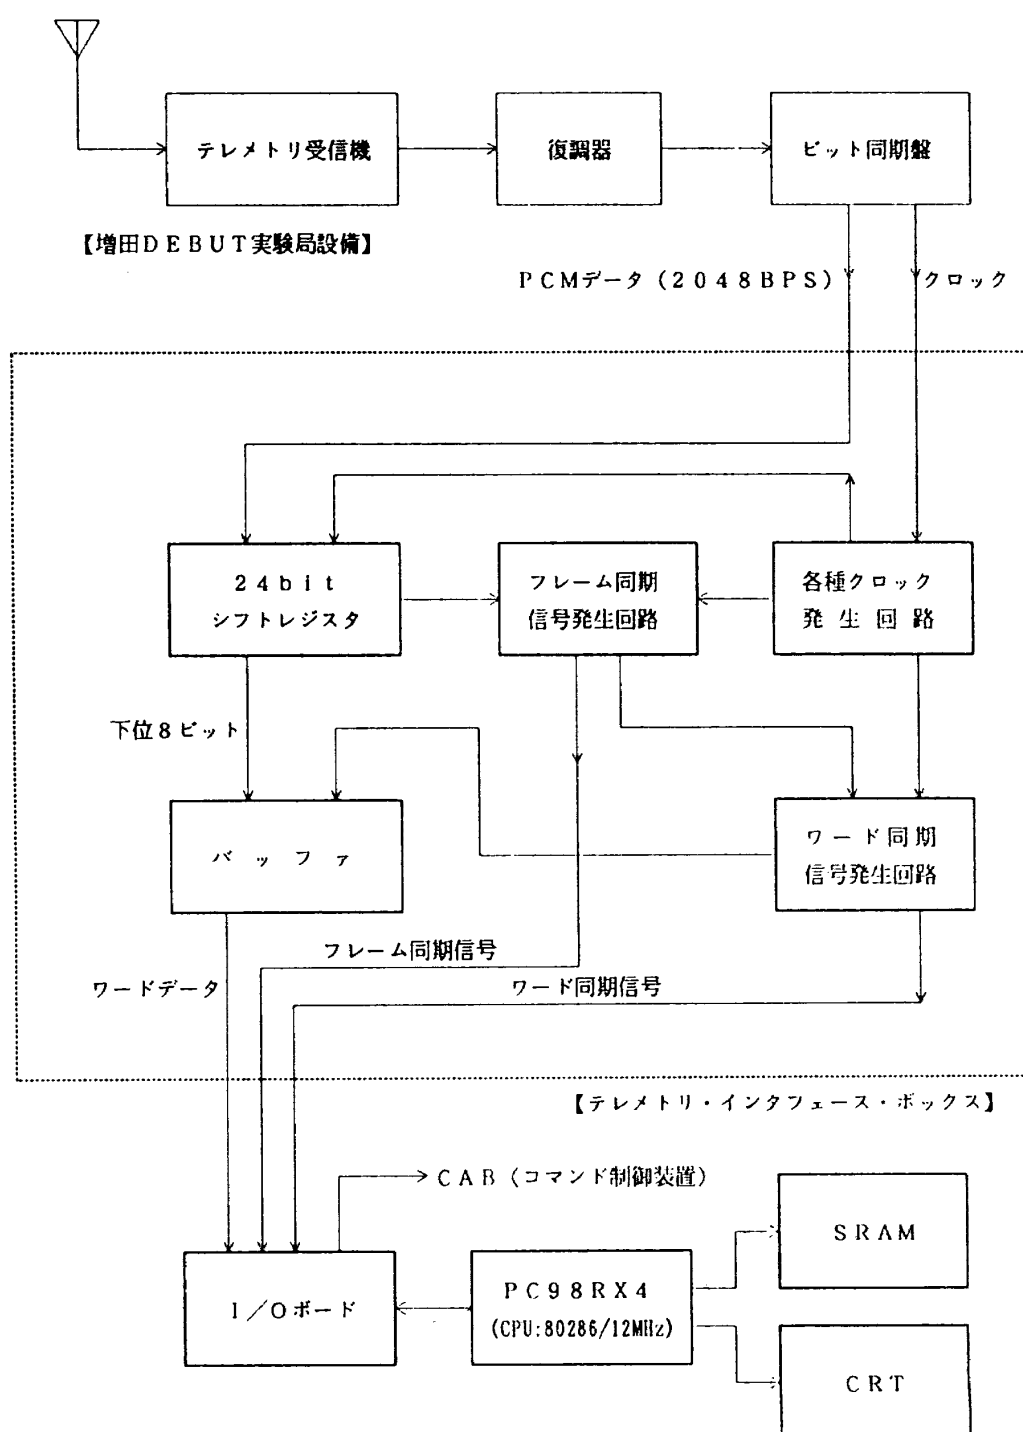 テレメトリ受信機
復調器
ビット同期盤
【増田DEBUT実験局設備】
PCMデータ(2048BPS)
クロック
24bit
シフトレジスタ
フレーム同期
信号発生回路
各種クロック
発生回路
下位8ビット
バッファ
ワード同期
信号発生回路
フレーム同期信号
ワードデータ
ワード同期信号
【テレメトリ・インタフェース・ボックス】
CAB(コマンド制御装置)
SRAM
I/Oボード
PC98RX4
(CPU:80286/12MHz)
CRT